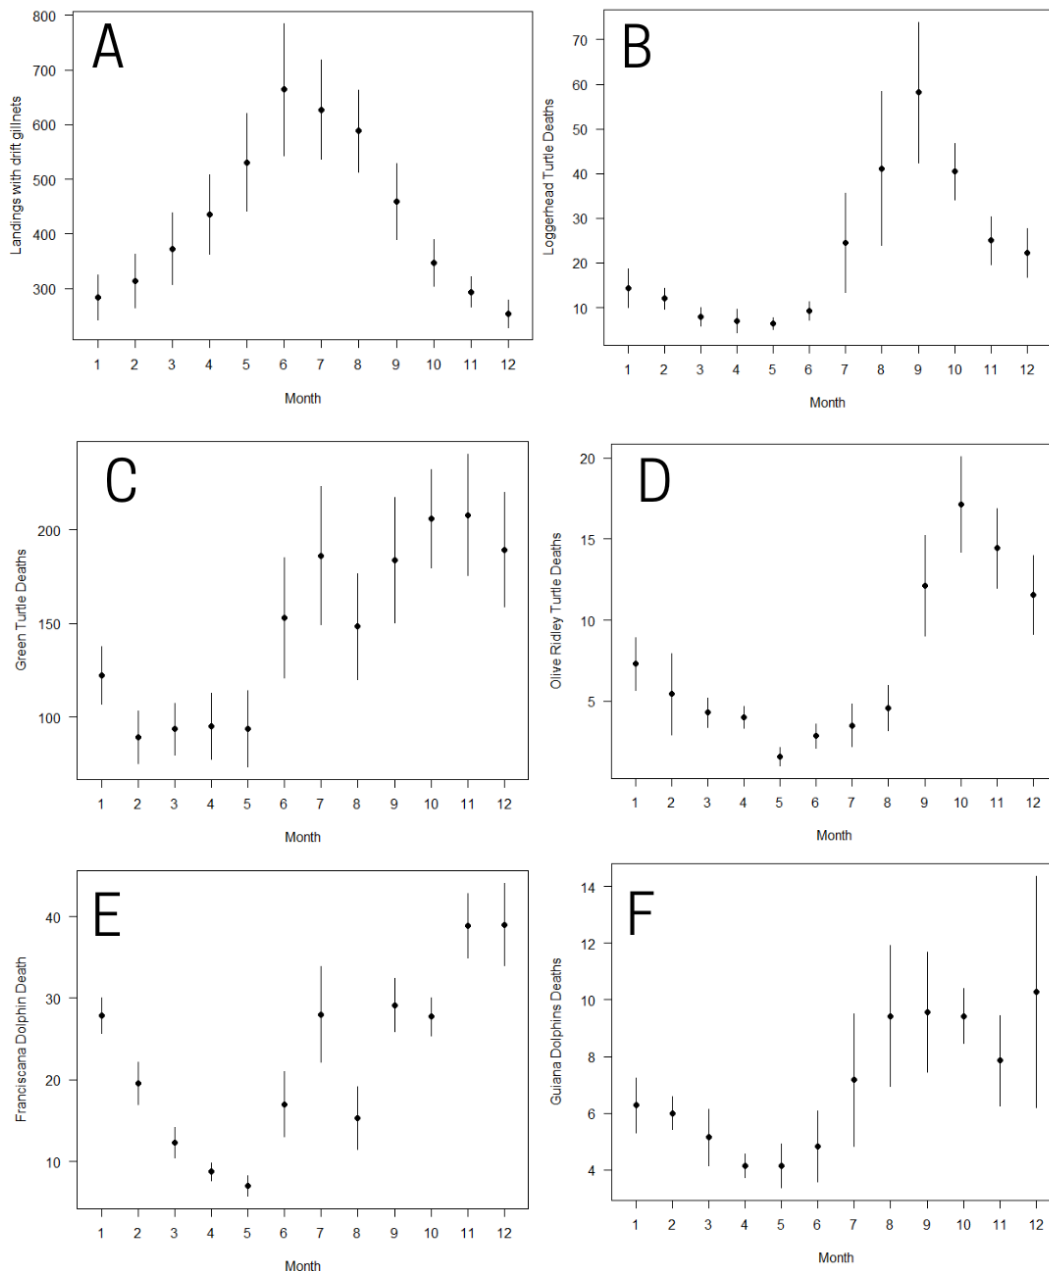 A
Landings with drift gillnets
800
700
600
500
400
300
1 2 3 4 5 6 7 8 9 10 11 12
Month
B
Loggerhead Turtle Deaths
70
60
50
40
30
20
10
1 2 3 4 5 6 7 8 9 10 11 12
Month
C
Green Turtle Deaths
200
150
100
1 2 3 4 5 6 7 8 9 10 11 12
Month
D
Olive Ridley Turtle Deaths
20
15
10
5
1 2 3 4 5 6 7 8 9 10 11 12
Month
E
Franciscana Dolphin Death
40
30
20
10
1 2 3 4 5 6 7 8 9 10 11 12
Month
F
Guiana Dolphins Deaths
14
12
10
8
6
4
1 2 3 4 5 6 7 8 9 10 11 12
Month